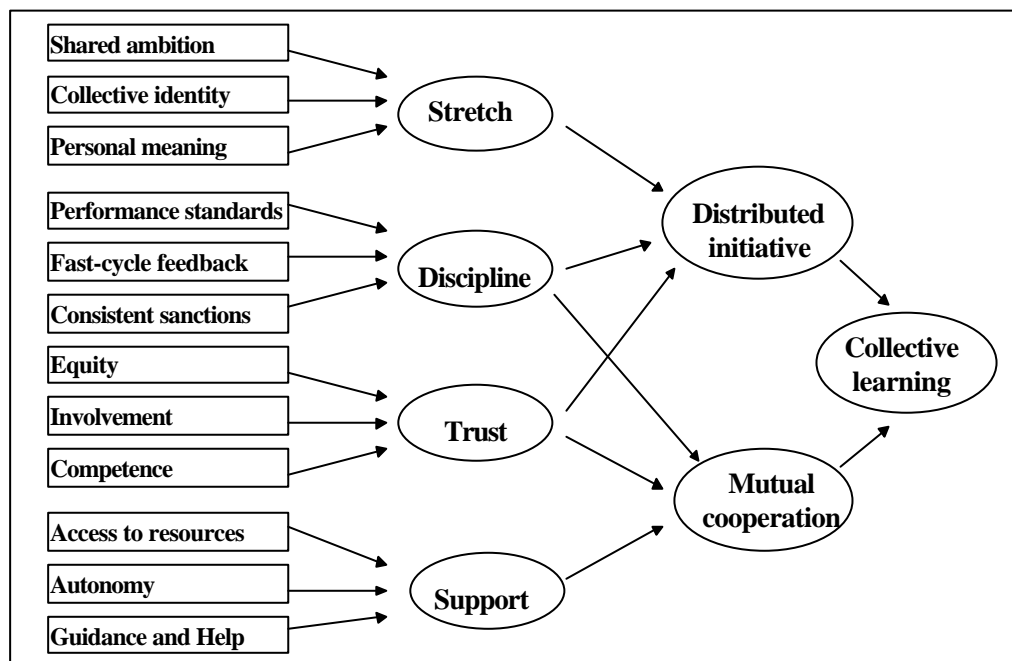 Shared ambition
Collective identity
Personal meaning
Stretch
Performance standards
Fast-cycle feedback
Consistent sanctions
Discipline
Equity
Involvement
Competence
Trust
Access to resources
Autonomy
Guidance and Help
Support
Distributed
initiative
Mutual
cooperation
Collective
learning